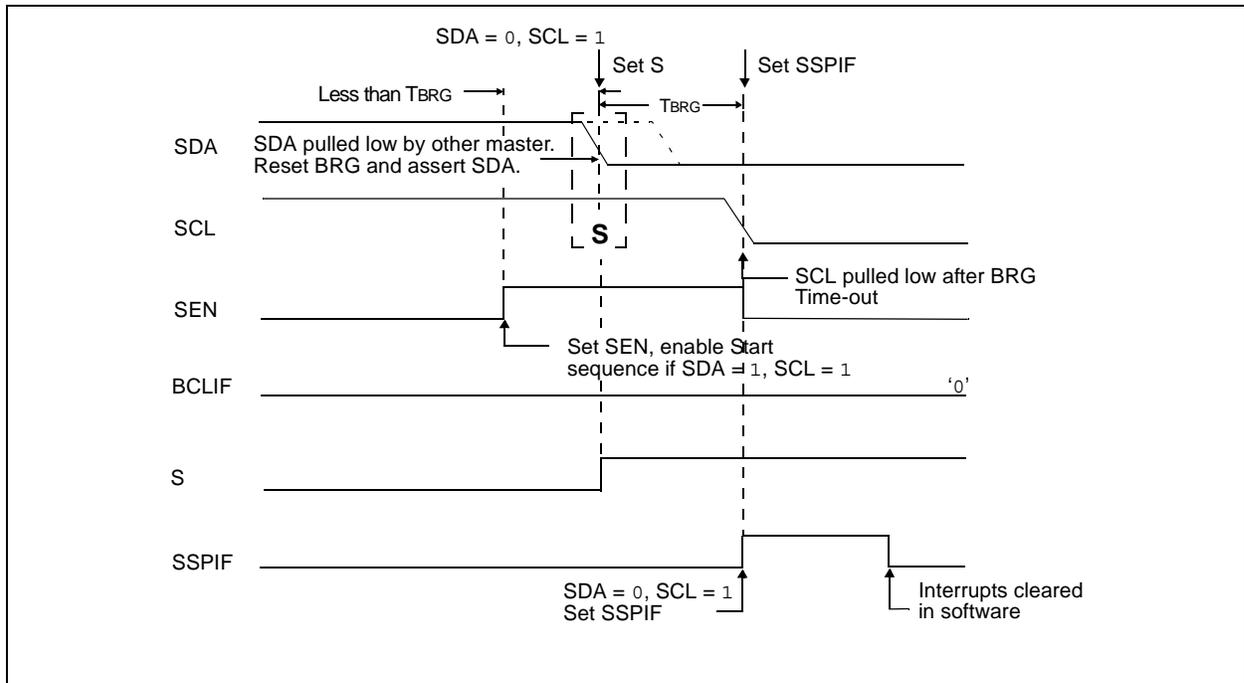 SDA = 0, SCL = 1
Set S
Set SSPIF
Less than TBRG
TBRG
SDA
SDA pulled low by other master.
Reset BRG and assert SDA.
SCL
S
SCL pulled low after BRG
Time-out
SEN
Set SEN, enable Start
sequence if SDA = 1, SCL = 1
BCLIF
‘0’
S
SSPIF
SDA = 0, SCL = 1
Set SSPIF
Interrupts cleared
in software